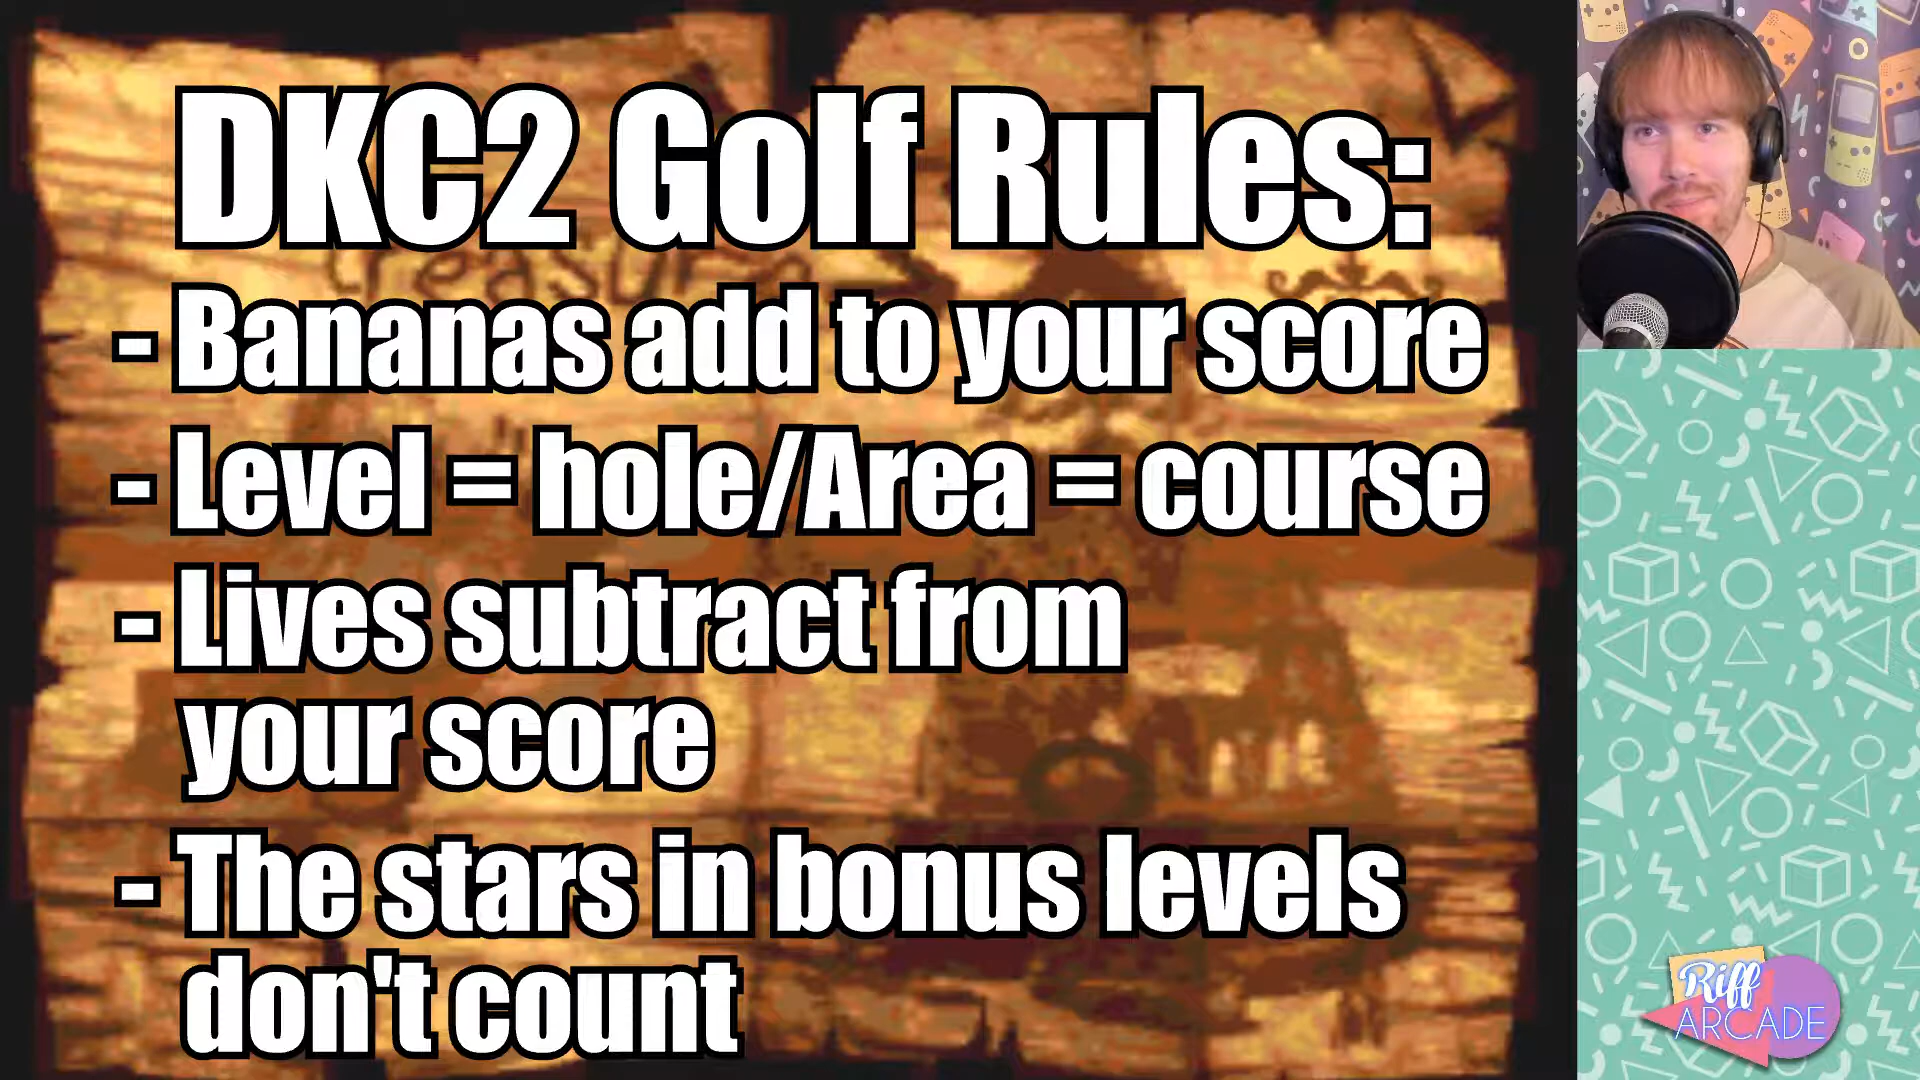 DKC2 Golf Rules:
- Bananas add to your score
- Level = hole/Area = course
- Lives subtract from
your score
- The stars in bonus levels
don't count
treasure
Riff
ARCADE